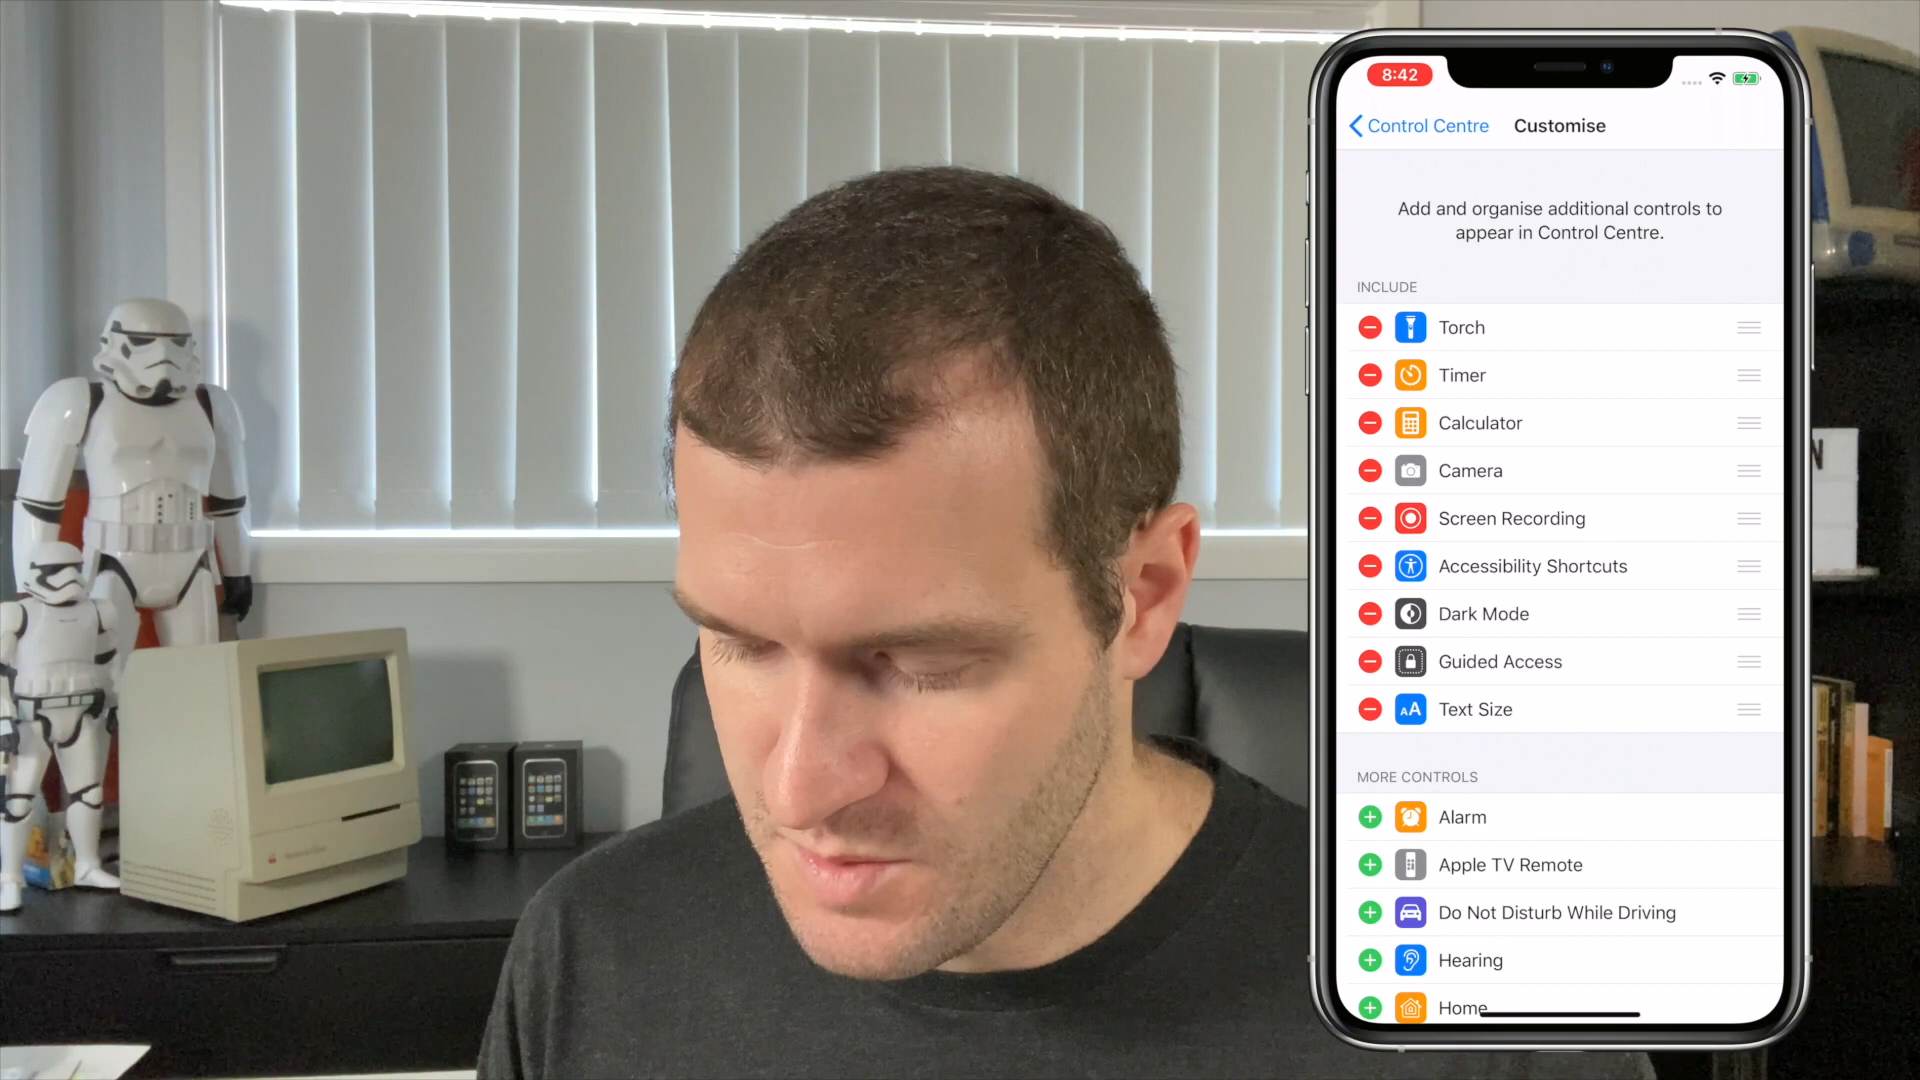 8:42
Control Centre
Customise
Add and organise additional controls to
appear in Control Centre.
INCLUDE
Torch
Timer
Calculator
Camera
Screen Recording
Accessibility Shortcuts
Dark Mode
Guided Access
AA Text Size
MORE CONTROLS
Alarm
Apple TV Remote
Do Not Disturb While Driving
Hearing
Home
N